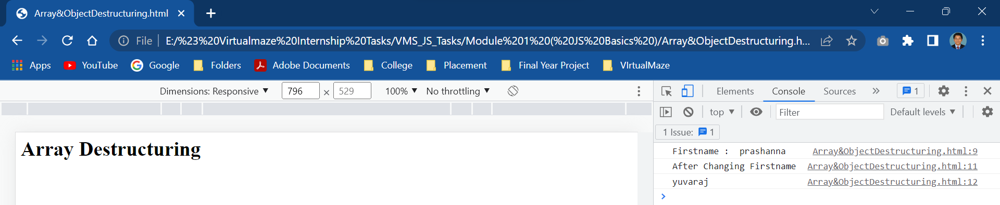 Array&ObjectDestructuring.html
File E:/%23%20Virtualmaze%20Internship%20Tasks/VMS_JS_Tasks/Module%201%20(%20JS%20Basics%20)/Array&ObjectDestructuring.h...
Apps YouTube Google Folders Adobe Documents College Placement Final Year Project VIrtualMaze
Dimensions: Responsive 796 × 529 100% No throttling
Elements Console Sources 1
top Filter Default levels
1 Issue: 1
Array Destructuring
Firstname :  prashanna Array&ObjectDestructuring.html:9
After Changing Firstname Array&ObjectDestructuring.html:11
yuvaraj Array&ObjectDestructuring.html:12